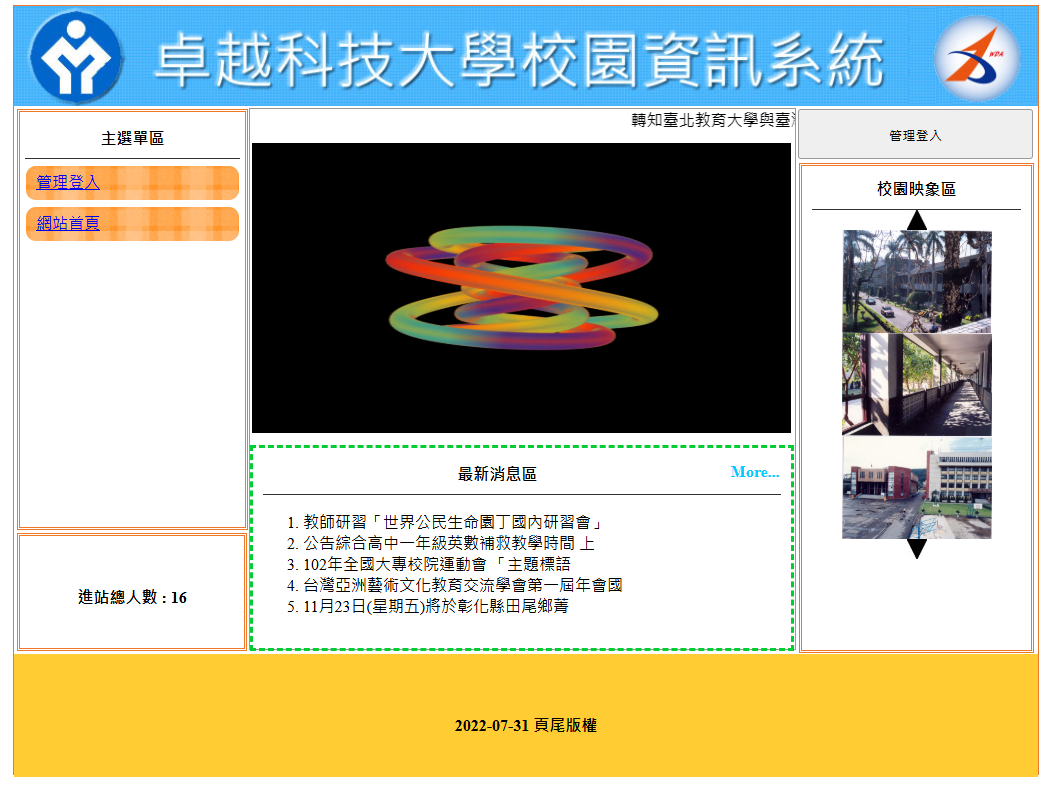 卓越科技大學校園資訊系統
WDA
主選單區
管理登入
網站首頁
進站總人數 : 16
轉知臺北教育大學與臺
最新消息區
More...
1. 教師研習「世界公民生命園丁國內研習會」
2. 公告綜合高中一年級英數補救教學時間 上
3. 102年全國大專校院運動會 「主題標語
4. 台灣亞洲藝術文化教育交流學會第一屆年會國
5. 11月23日(星期五)將於彰化縣田尾鄉菁
管理登入
校園映象區
2022-07-31 頁尾版權